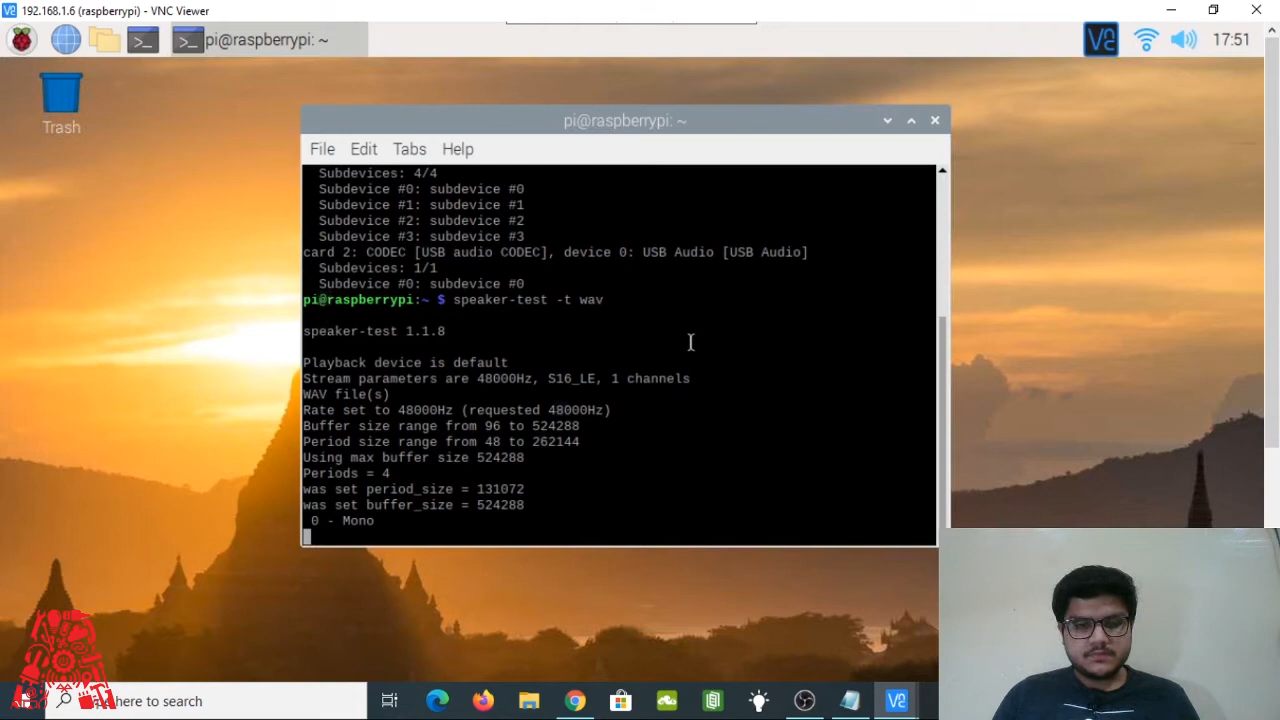 192.168.1.6 (raspberrypi) - VNC Viewer
pi@raspberrypi: ~
17:51
Trash
pi@raspberrypi: ~
File Edit Tabs Help
Subdevices: 4/4
Subdevice #0: subdevice #0
Subdevice #1: subdevice #1
Subdevice #2: subdevice #2
Subdevice #3: subdevice #3
card 2: CODEC [USB audio CODEC], device 0: USB Audio [USB Audio]
Subdevices: 1/1
Subdevice #0: subdevice #0
pi@raspberrypi:~ $ speaker-test -t wav
speaker-test 1.1.8
Playback device is default
Stream parameters are 48000Hz, S16_LE, 1 channels
WAV file(s)
Rate set to 48000Hz (requested 48000Hz)
Buffer size range from 96 to 524288
Period size range from 48 to 262144
Using max buffer size 524288
Periods = 4
was set period_size = 131072
was set buffer_size = 524288
0 - Mono
here to search